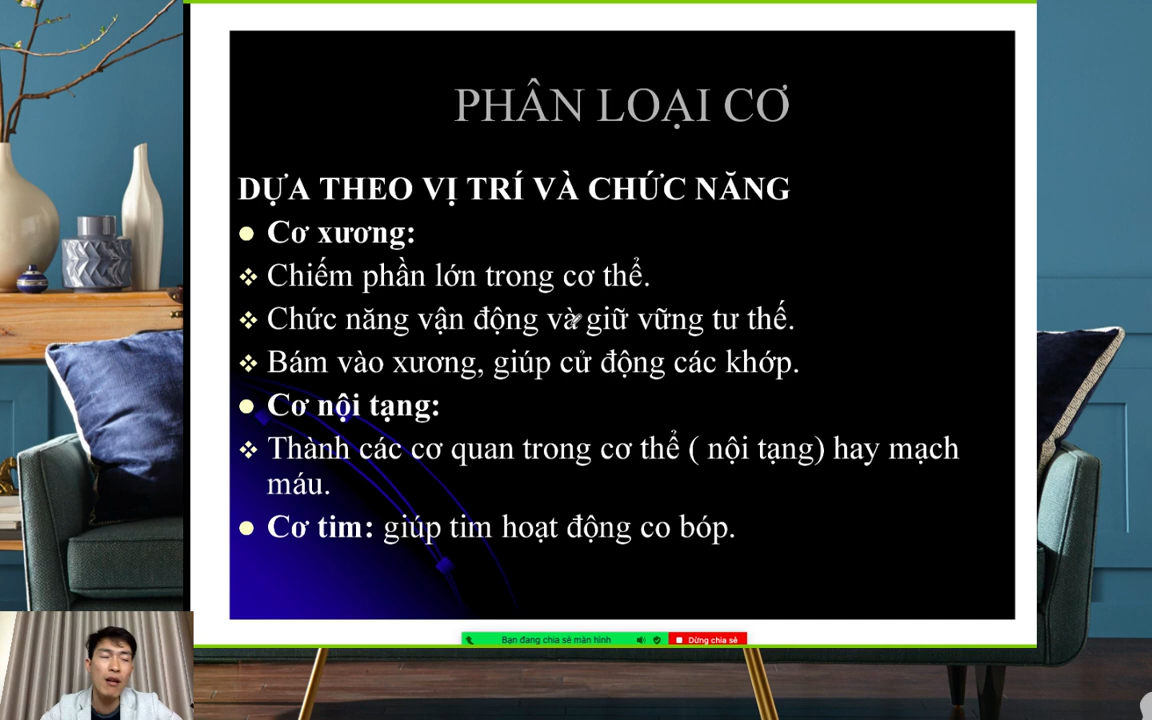 PHÂN LOẠI CƠ
DỰA THEO VỊ TRÍ VÀ CHỨC NĂNG
Cơ xương:
Chiếm phần lớn trong cơ thể.
Chức năng vận động và giữ vững tư thế.
Bám vào xương, giúp cử động các khớp.
Cơ nội tạng:
Thành các cơ quan trong cơ thể ( nội tạng) hay mạch
máu.
Cơ tim: giúp tim hoạt động co bóp.
Bạn đang chia sẻ màn hình
Dừng chia sẻ